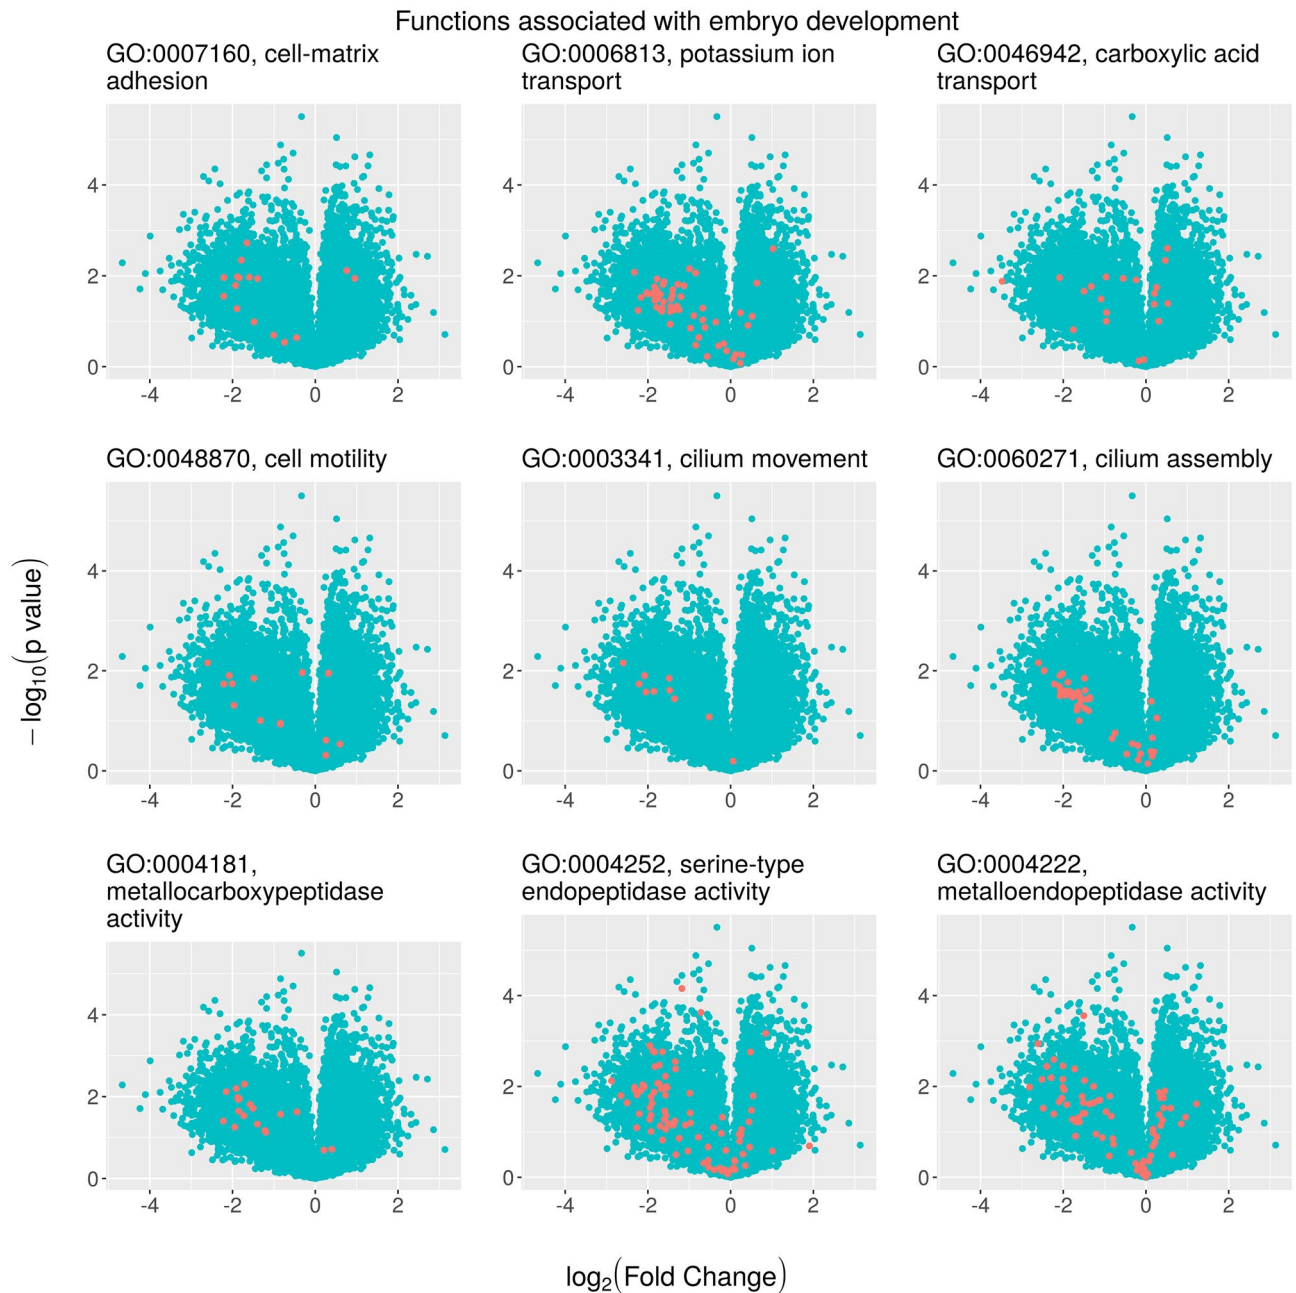 Functions associated with embryo development
GO:0007160, cell-matrix
adhesion
GO:0006813, potassium ion
transport
GO:0046942, carboxylic acid
transport
4
2
0
-4 -2 0 2
4
2
0
-4 -2 0 2
4
2
0
-4 -2 0 2
GO:0048870, cell motility
GO:0003341, cilium movement
GO:0060271, cilium assembly
4
2
0
-4 -2 0 2
4
2
0
-4 -2 0 2
4
2
0
-4 -2 0 2
GO:0004181,
metallocarboxypeptidase
activity
GO:0004252, serine-type
endopeptidase activity
GO:0004222,
metalloendopeptidase activity
4
2
0
-4 -2 0 2
4
2
0
-4 -2 0 2
4
2
0
-4 -2 0 2
− log₁₀(p value)
log₂(Fold Change)